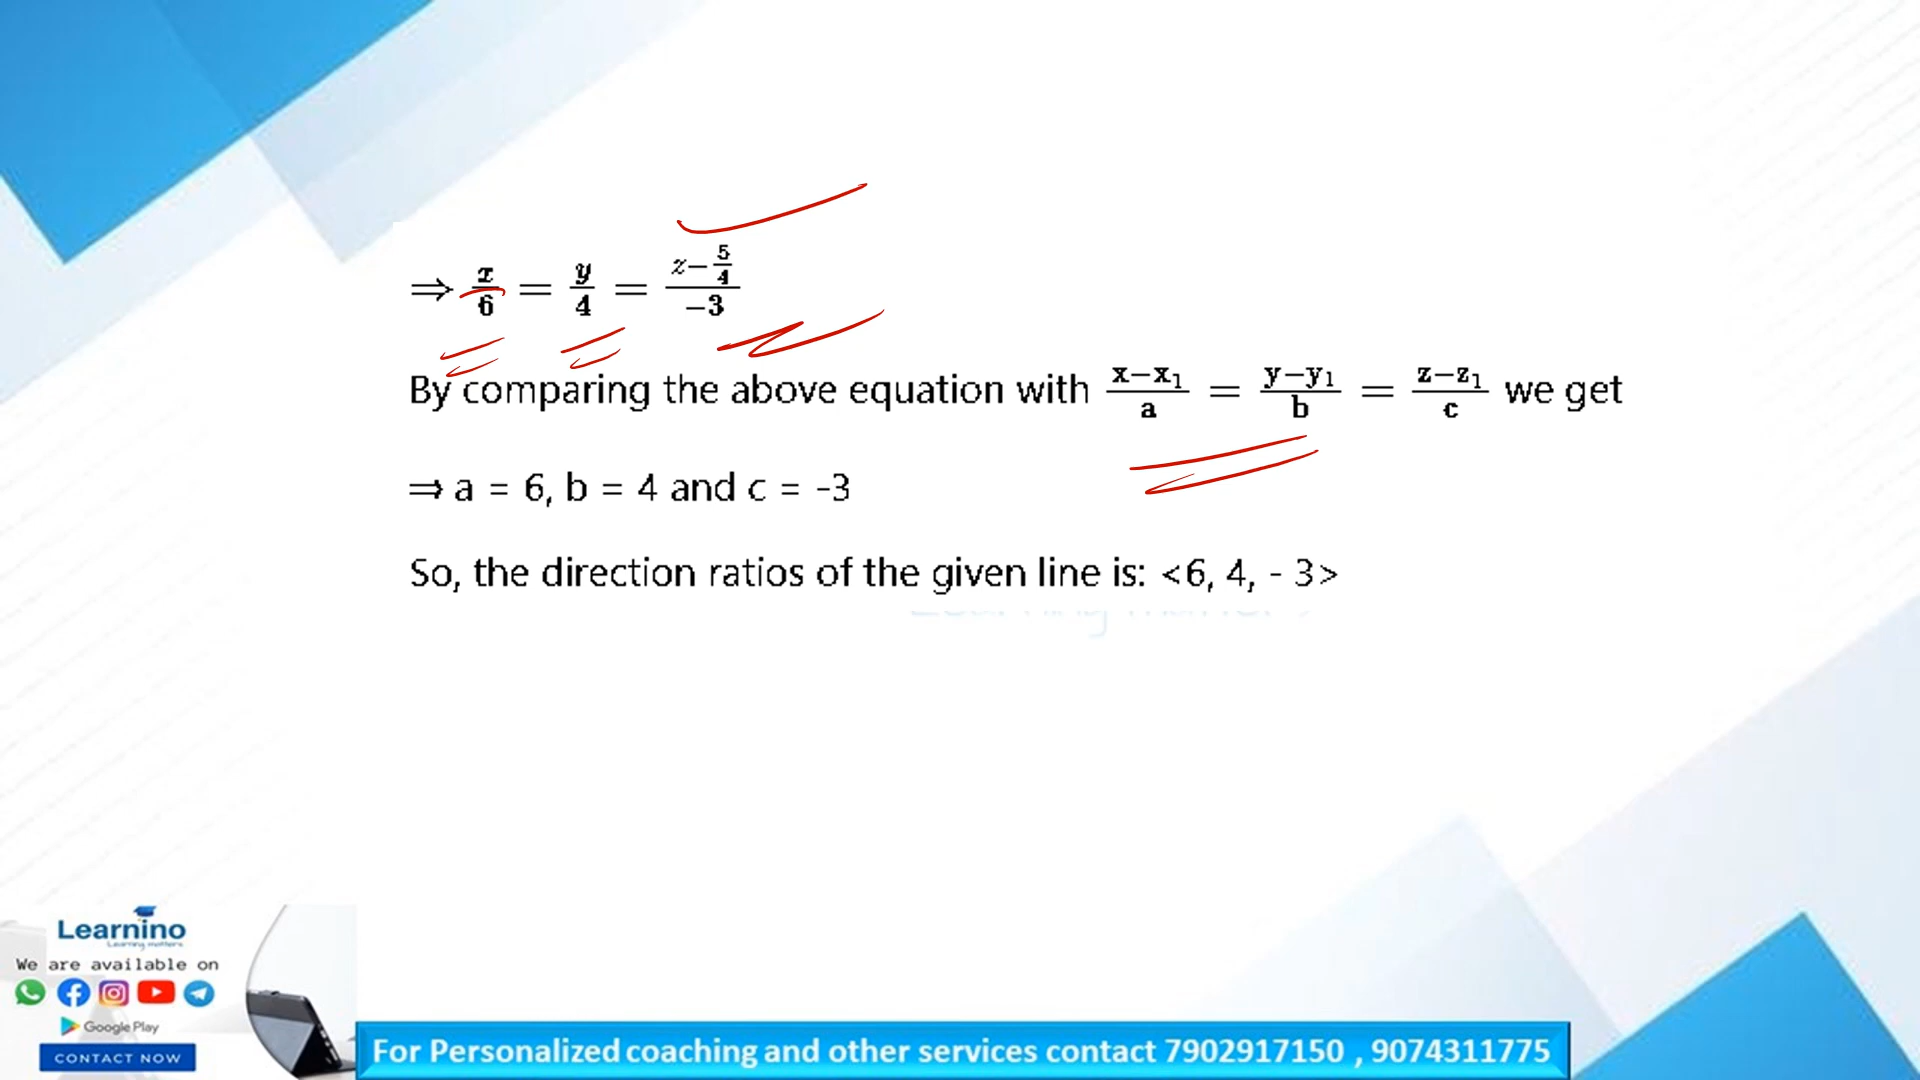 ⇒ x/6 = y/4 = (z−5/4)/−3
By comparing the above equation with (x−x₁)/a = (y−y₁)/b = (z−z₁)/c we get
⇒ a = 6, b = 4 and c = -3
So, the direction ratios of the given line is: <6, 4, - 3>
Learnino
Learning matters
We are available on
Google Play
CONTACT NOW
For Personalized coaching and other services contact 7902917150 , 9074311775